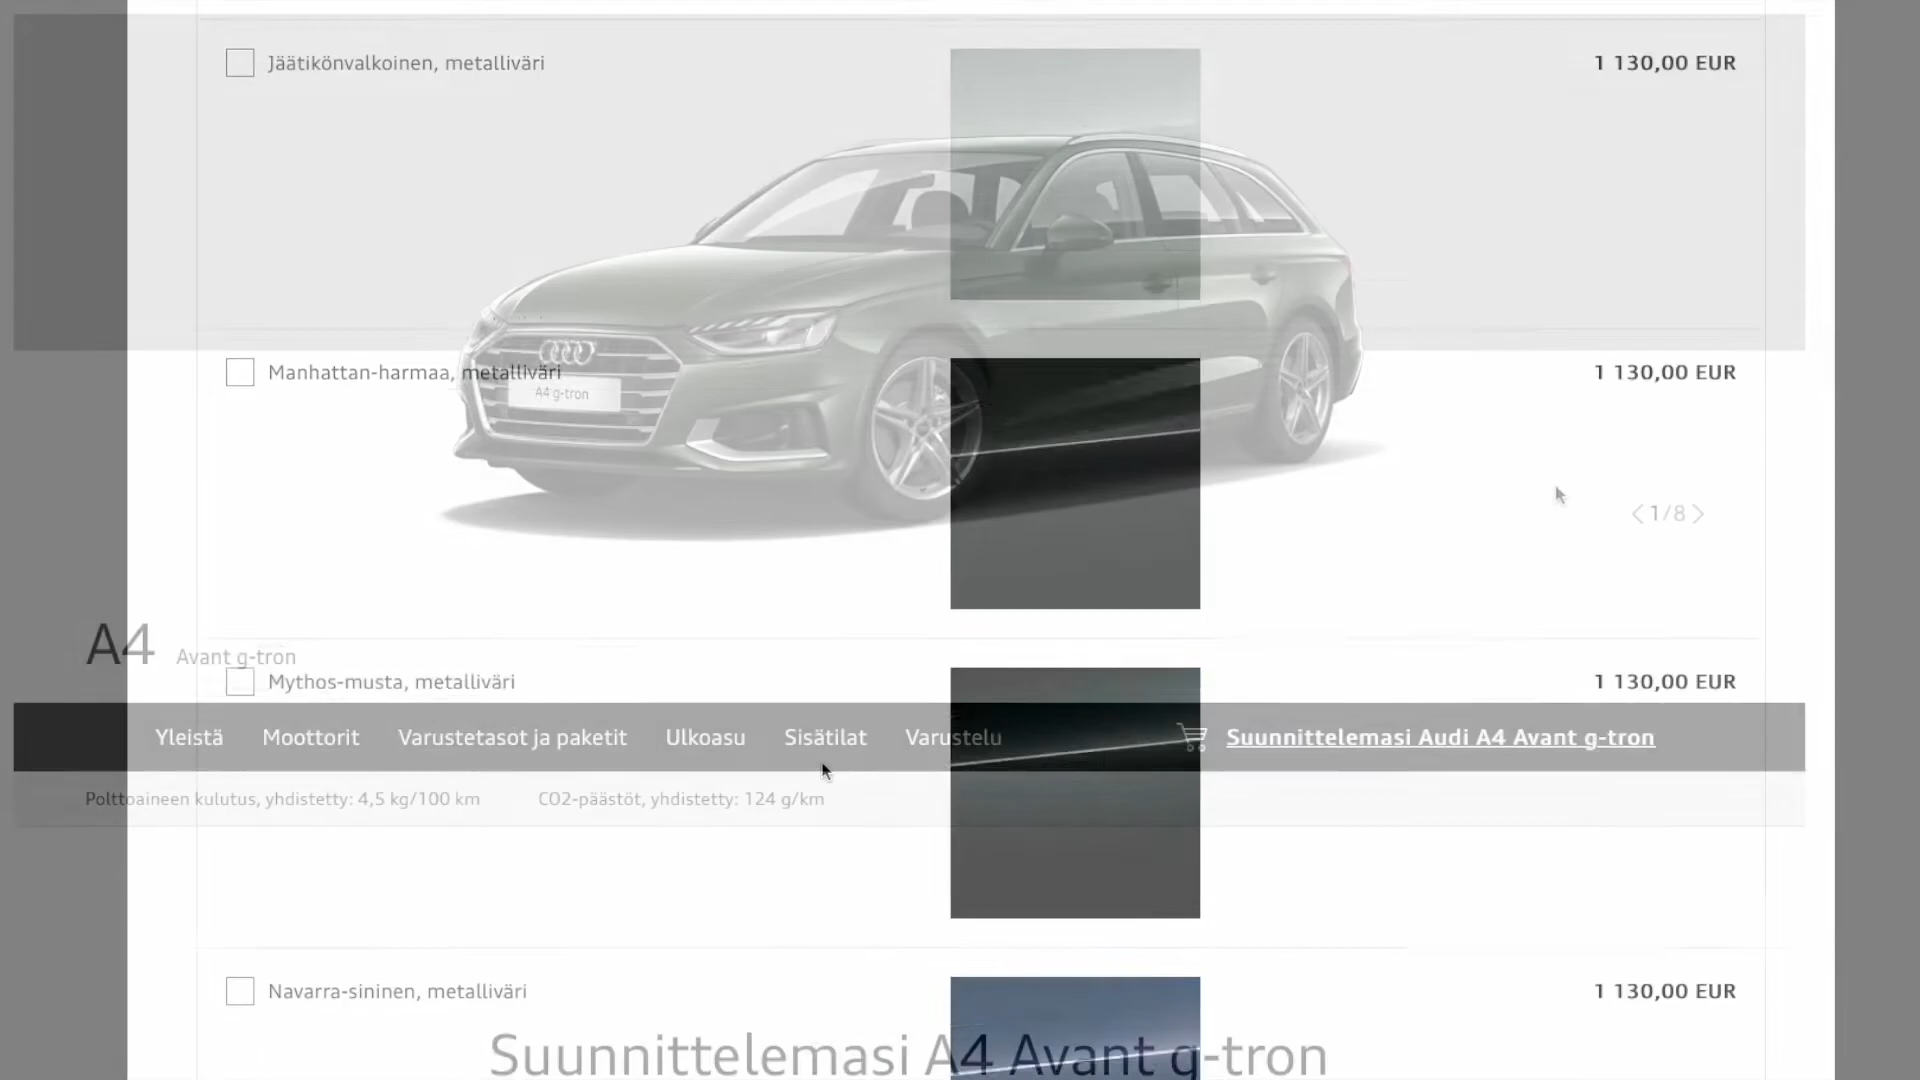 Jäätikönvalkoinen, metalliväri 1 130,00 EUR
Manhattan-harmaa, metalliväri 1 130,00 EUR
A4 g-tron
1/8
A4 Avant g-tron
Mythos-musta, metalliväri 1 130,00 EUR
Yleistä Moottorit Varustetasot ja paketit Ulkoasu Sisätilat Varustelu Suunnittelemasi Audi A4 Avant g-tron
Polttoaineen kulutus, yhdistetty: 4,5 kg/100 km CO2-päästöt, yhdistetty: 124 g/km
Navarra-sininen, metalliväri 1 130,00 EUR
Suunnittelemasi A4 Avant g-tron